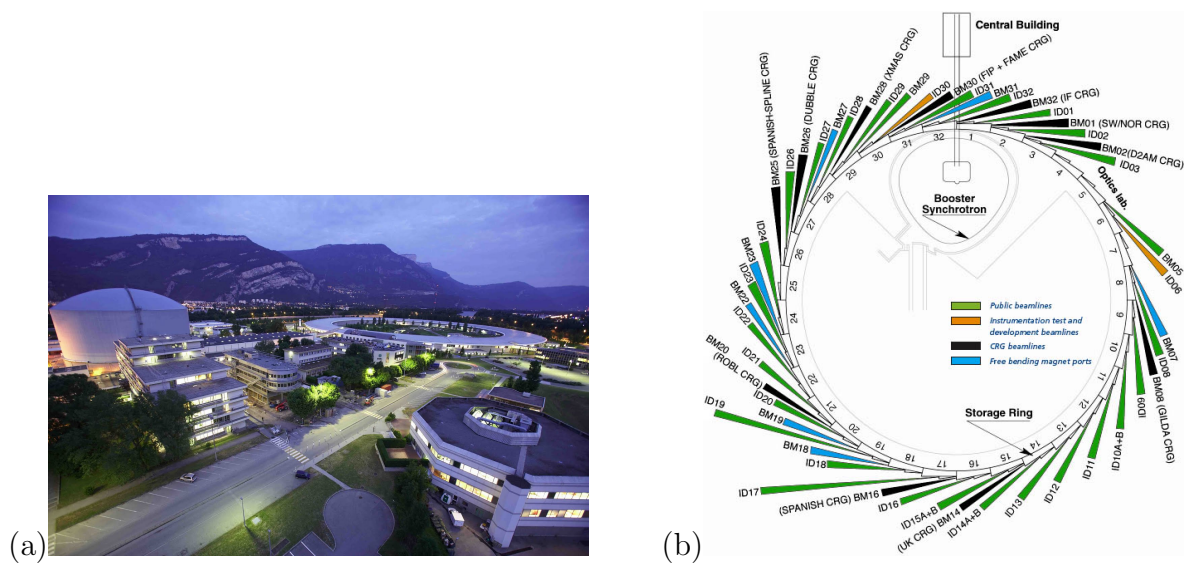 (a)
(b)
Central Building
BM25 (SPANISH-SPLINE CRG)
ID26
BM26 (DUBBLE CRG)
ID27
BM27
ID28
BM28 (XMAS CRG)
ID29
BM29
ID30
BM30 (FIP + FAME CRG)
ID31
BM31
ID32
BM32 (IF CRG)
ID01
BM01 (SW/NOR CRG)
ID02
BM02(D2AM CRG)
ID03
Optics lab.
BM05
ID06
BM07
ID08
BM08 (GILDA CRG)
ID09
ID10A+B
ID11
ID12
ID13
ID14A+B
(UK CRG) BM14
ID15A+B
ID16
(SPANISH CRG) BM16
ID17
ID18
BM18
BM19
ID19
ID20
BM20
(ROBL CRG)
ID21
ID22
BM22
ID23
BM23
ID24
1
2
3
4
5
6
7
8
9
10
11
12
13
14
15
16
17
18
19
20
21
22
23
24
25
26
27
28
29
30
31
32
Booster
Synchrotron
Public beamlines
Instrumentation test and
development beamlines
CRG beamlines
Free bending magnet ports
Storage Ring